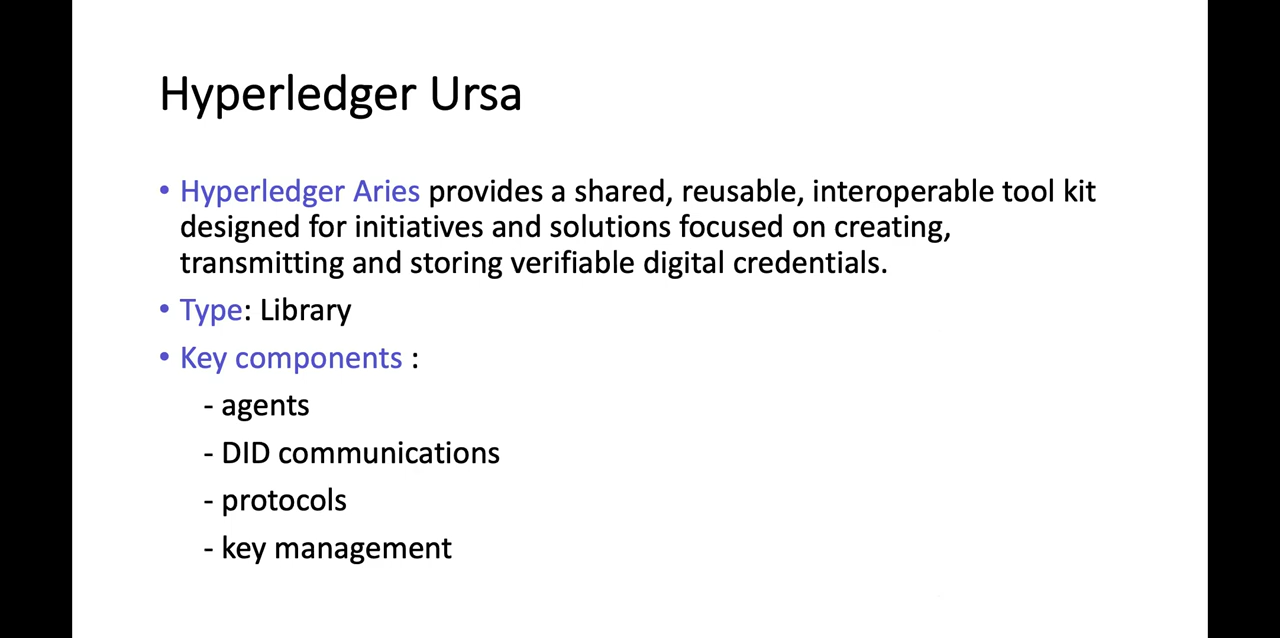 Hyperledger Ursa
• Hyperledger Aries provides a shared, reusable, interoperable tool kit
designed for initiatives and solutions focused on creating,
transmitting and storing verifiable digital credentials.
• Type: Library
• Key components :
- agents
- DID communications
- protocols
- key management